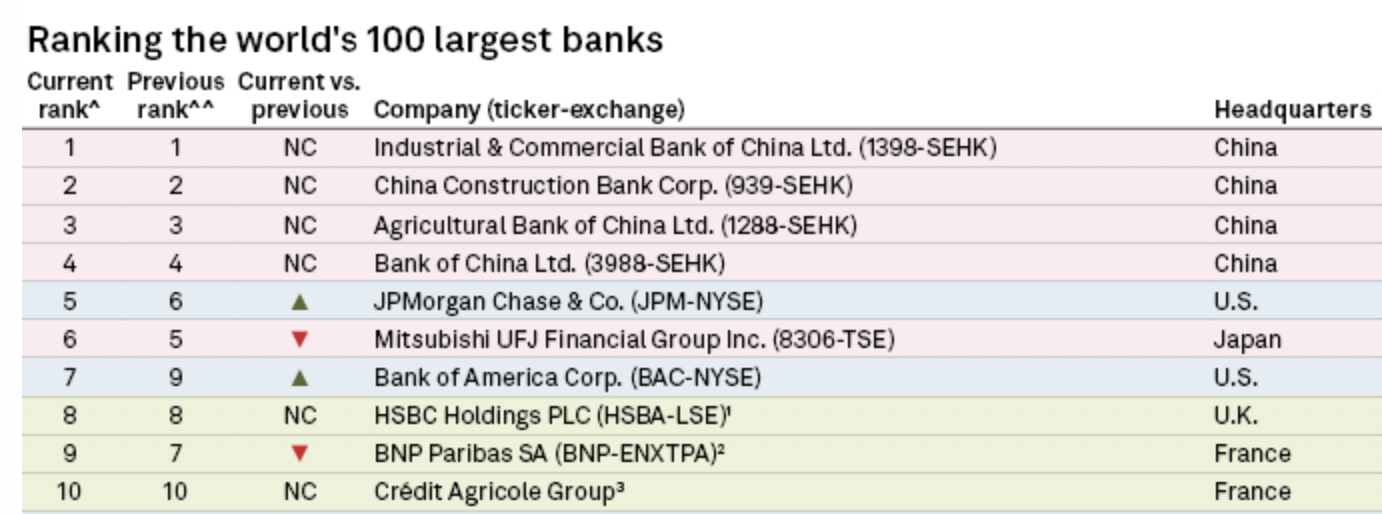 Ranking the world's 100 largest banks
Current Previous Current vs.
rank^ rank^^ previous Company (ticker-exchange) Headquarters
1 1 NC Industrial & Commercial Bank of China Ltd. (1398-SEHK) China
2 2 NC China Construction Bank Corp. (939-SEHK) China
3 3 NC Agricultural Bank of China Ltd. (1288-SEHK) China
4 4 NC Bank of China Ltd. (3988-SEHK) China
5 6 ▲ JPMorgan Chase & Co. (JPM-NYSE) U.S.
6 5 ▼ Mitsubishi UFJ Financial Group Inc. (8306-TSE) Japan
7 9 ▲ Bank of America Corp. (BAC-NYSE) U.S.
8 8 NC HSBC Holdings PLC (HSBA-LSE)¹ U.K.
9 7 ▼ BNP Paribas SA (BNP-ENXTPA)² France
10 10 NC Crédit Agricole Group³ France